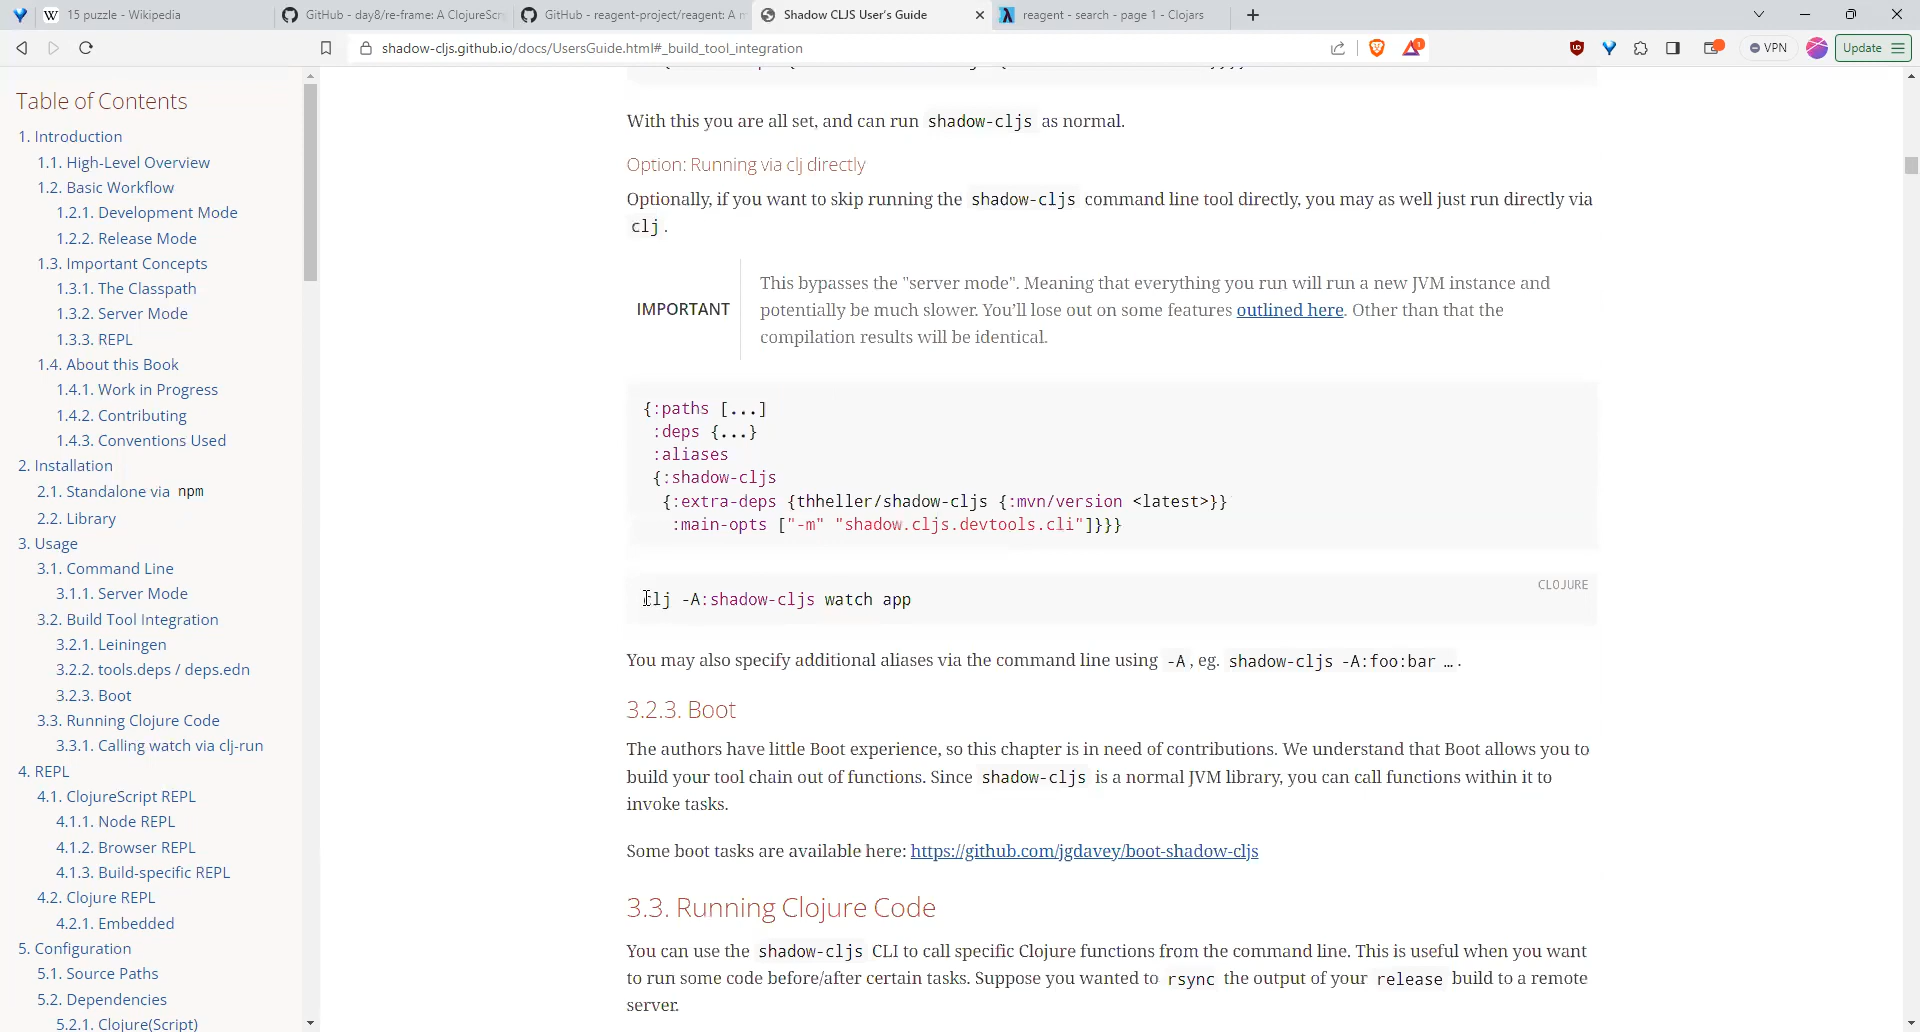 15 puzzle - Wikipedia
GitHub - day8/re-frame: A ClojureScr
GitHub - reagent-project/reagent: A m
Shadow CLJS User's Guide
reagent - search - page 1 - Clojars
shadow-cljs.github.io/docs/UsersGuide.html#_build_tool_integration
1
VPN
Update
Table of Contents
1. Introduction
1.1. High-Level Overview
1.2. Basic Workflow
1.2.1. Development Mode
1.2.2. Release Mode
1.3. Important Concepts
1.3.1. The Classpath
1.3.2. Server Mode
1.3.3. REPL
1.4. About this Book
1.4.1. Work in Progress
1.4.2. Contributing
1.4.3. Conventions Used
2. Installation
2.1. Standalone via npm
2.2. Library
3. Usage
3.1. Command Line
3.1.1. Server Mode
3.2. Build Tool Integration
3.2.1. Leiningen
3.2.2. tools.deps / deps.edn
3.2.3. Boot
3.3. Running Clojure Code
3.3.1. Calling watch via clj-run
4. REPL
4.1. ClojureScript REPL
4.1.1. Node REPL
4.1.2. Browser REPL
4.1.3. Build-specific REPL
4.2. Clojure REPL
4.2.1. Embedded
5. Configuration
5.1. Source Paths
5.2. Dependencies
5.2.1. Clojure(Script)
With this you are all set, and can run shadow-cljs as normal.
Option: Running via clj directly
Optionally, if you want to skip running the shadow-cljs command line tool directly, you may as well just run directly via
clj.
IMPORTANT
This bypasses the "server mode". Meaning that everything you run will run a new JVM instance and
potentially be much slower. You’ll lose out on some features outlined here. Other than that the
compilation results will be identical.
{:paths [...]
:deps {...}
:aliases
{:shadow-cljs
{:extra-deps {thheller/shadow-cljs {:mvn/version <latest>}}
:main-opts ["-m" "shadow.cljs.devtools.cli"]}}}
CLOJURE
clj -A:shadow-cljs watch app
You may also specify additional aliases via the command line using -A, eg. shadow-cljs -A:foo:bar ….
3.2.3. Boot
The authors have little Boot experience, so this chapter is in need of contributions. We understand that Boot allows you to
build your tool chain out of functions. Since shadow-cljs is a normal JVM library, you can call functions within it to
invoke tasks.
Some boot tasks are available here: https://github.com/jgdavey/boot-shadow-cljs
3.3. Running Clojure Code
You can use the shadow-cljs CLI to call specific Clojure functions from the command line. This is useful when you want
to run some code before/after certain tasks. Suppose you wanted to rsync the output of your release build to a remote
server.